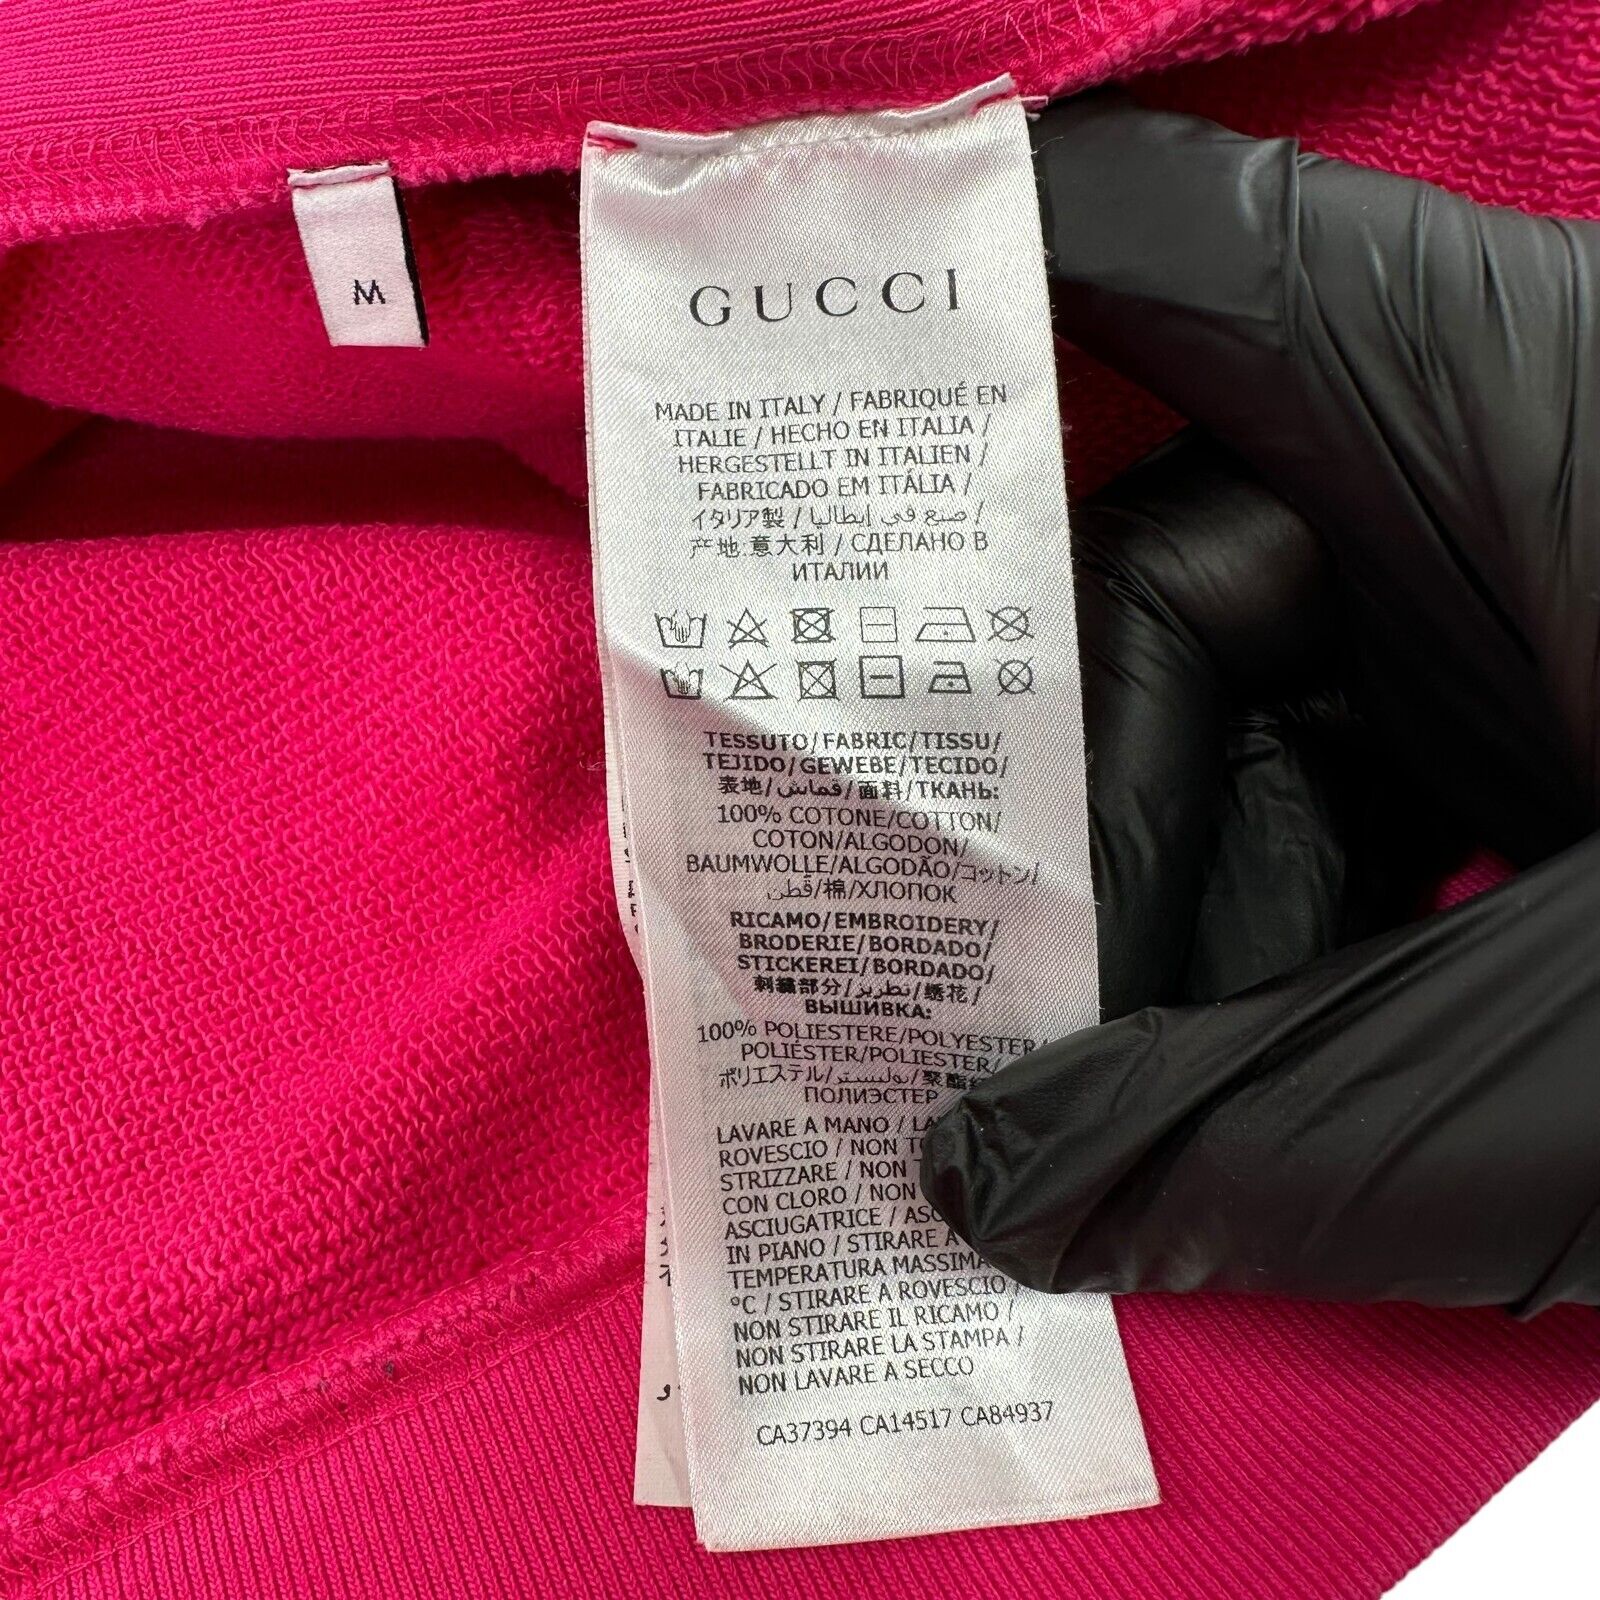 M
GUCCI
MADE IN ITALY / FABRIQUÉ EN
ITALIE / HECHO EN ITALIA /
HERGESTELLT IN ITALIEN /
FABRICADO EM ITÁLIA /
イタリア製 / صنع في إيطاليا /
产地:意大利 / СДЕЛАНО В
ИТАЛИИ
TESSUTO/FABRIC/TISSU/
TEJIDO/GEWEBE/TECIDO/
表地/قماش/面料/ТКАНЬ:
100% COTONE/COTTON/
COTON/ALGODON/
BAUMWOLLE/ALGODÃO/コットン/
قطن/棉/ХЛОПОК
RICAMO/EMBROIDERY/
BRODERIE/BORDADO/
STICKEREI/BORDADO/
刺繍部分/تطريز/绣花/
ВЫШИВКА:
100% POLIESTERE/POLYESTER/
POLIÉSTER/POLIESTER/
ポリエステル/بوليستر/聚酯
ПОЛИЭСТЕР
LAVARE A MANO /
ROVESCIO / NON
STRIZZARE / NON
CON CLORO / NON
ASCIUGATRICE /
IN PIANO / STIRARE A
TEMPERATURA MASSIMA
°C / STIRARE A ROVESCIO /
NON STIRARE IL RICAMO /
NON STIRARE LA STAMPA /
NON LAVARE A SECCO
CA37394 CA14517 CA84937